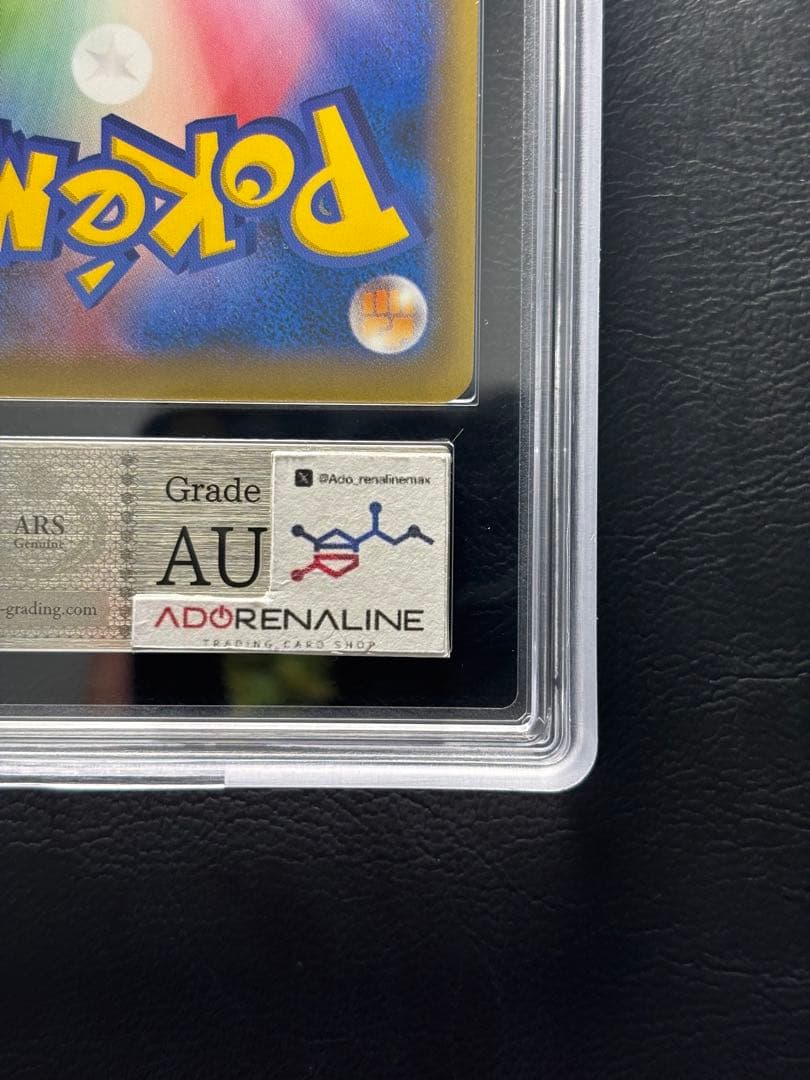 Pokém
ARS
Genuine
-grading.com
Grade
AU
@Ado_renalinemax
ADORENALINE
TRADING CARD SHOP